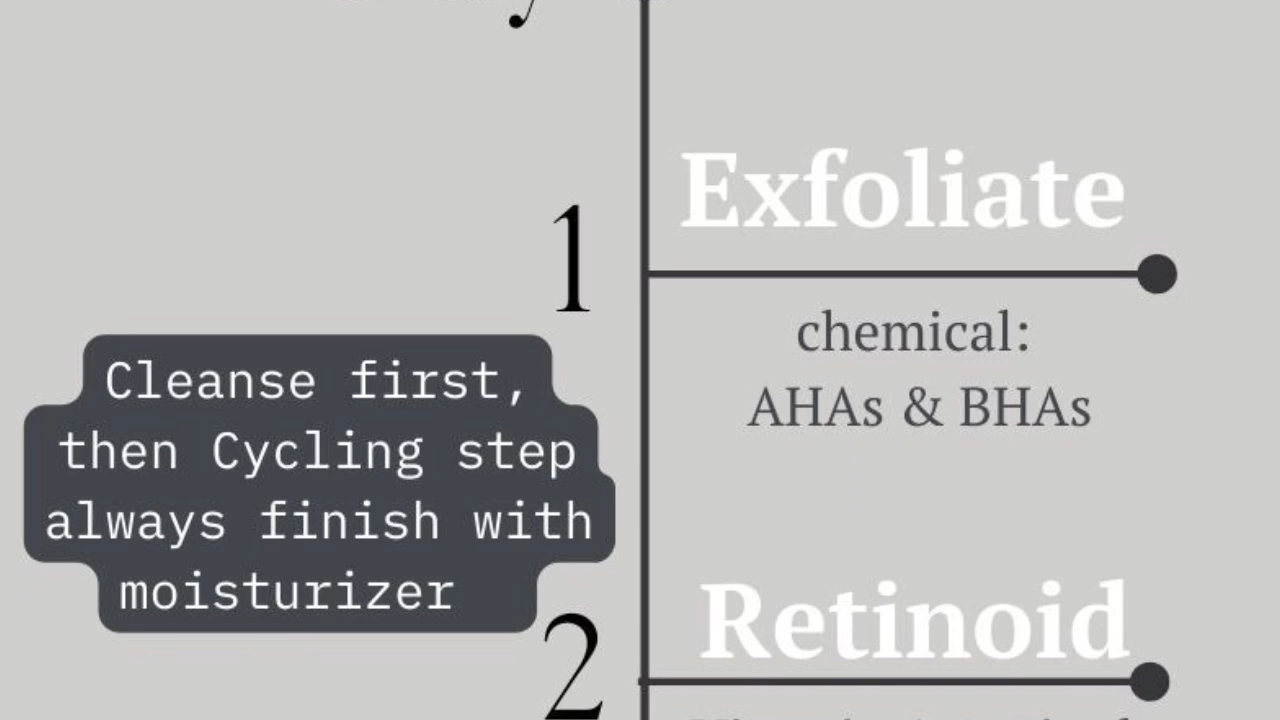 1
Exfoliate
chemical:
AHAs & BHAs
Cleanse first,
then Cycling step
always finish with
moisturizer
2
Retinoid